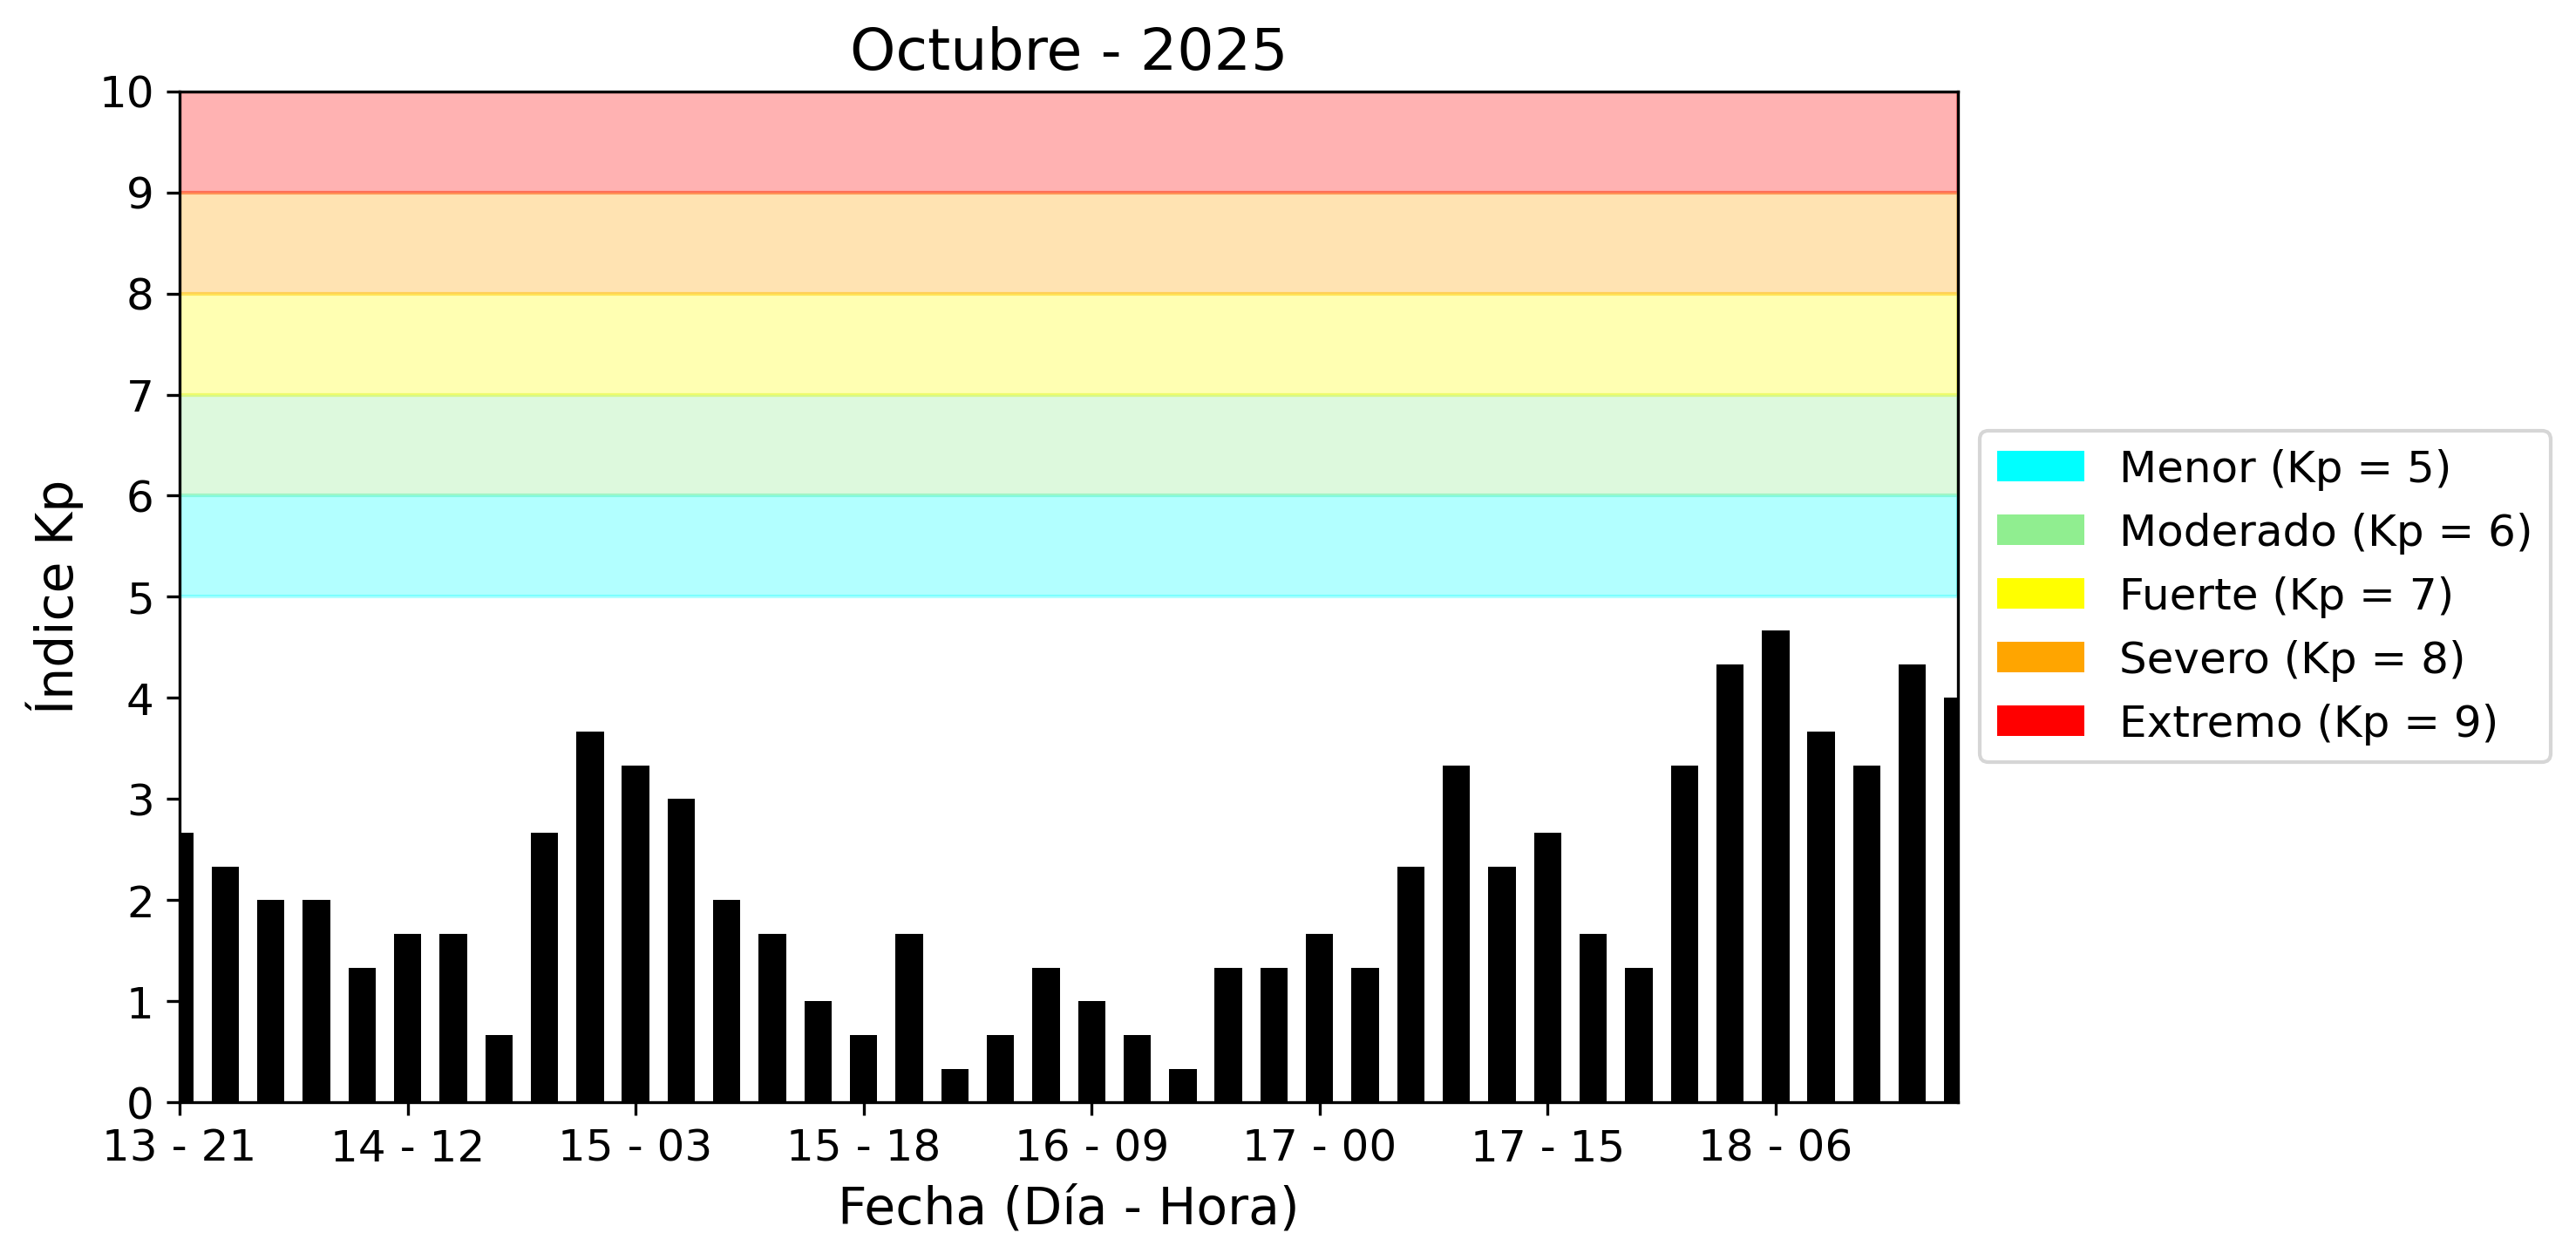 Octubre - 2025
10
9
8
7
6
5
4
3
2
1
0
Índice Kp
13 - 21
14 - 12
15 - 03
15 - 18
16 - 09
17 - 00
17 - 15
18 - 06
Fecha (Día - Hora)
Menor (Kp = 5)
Moderado (Kp = 6)
Fuerte (Kp = 7)
Severo (Kp = 8)
Extremo (Kp = 9)